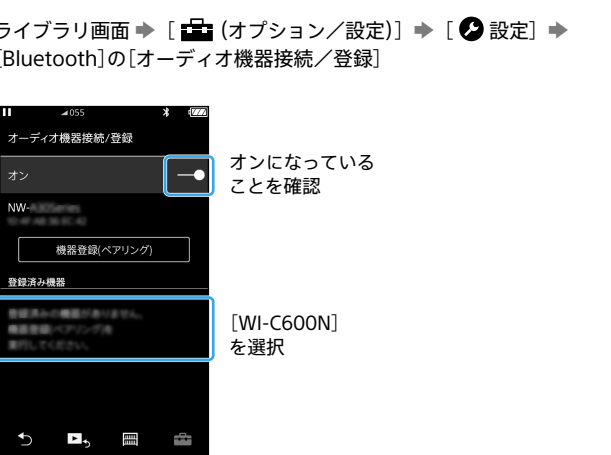 ライブラリ画面 ➡ [ (オプション／設定)] ➡ [ 設定] ➡
[Bluetooth]の[オーディオ機器接続／登録]
055
オーディオ機器接続/登録
オン
オンになっている
ことを確認
NW-
機器登録(ペアリング)
登録済み機器
[WI-C600N]
を選択